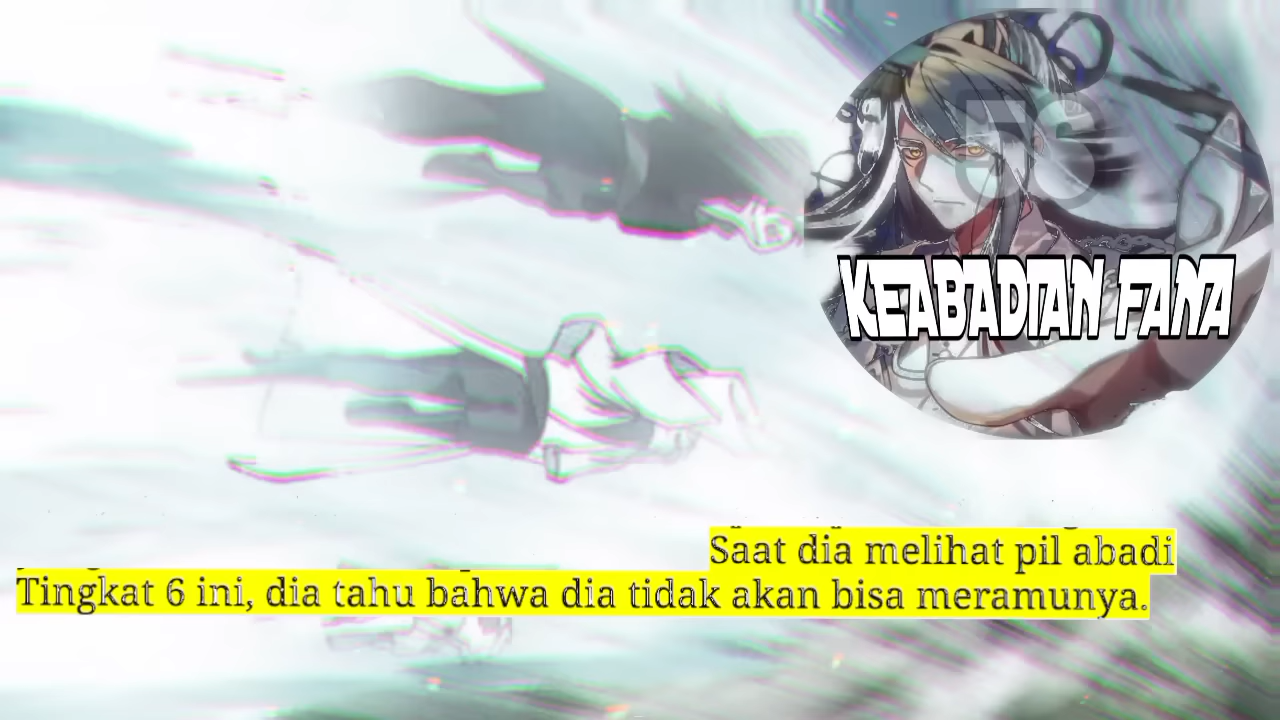 KEABADIAN FANA
Saat dia melihat pil abadi
Tingkat 6 ini, dia tahu bahwa dia tidak akan bisa meramunya.